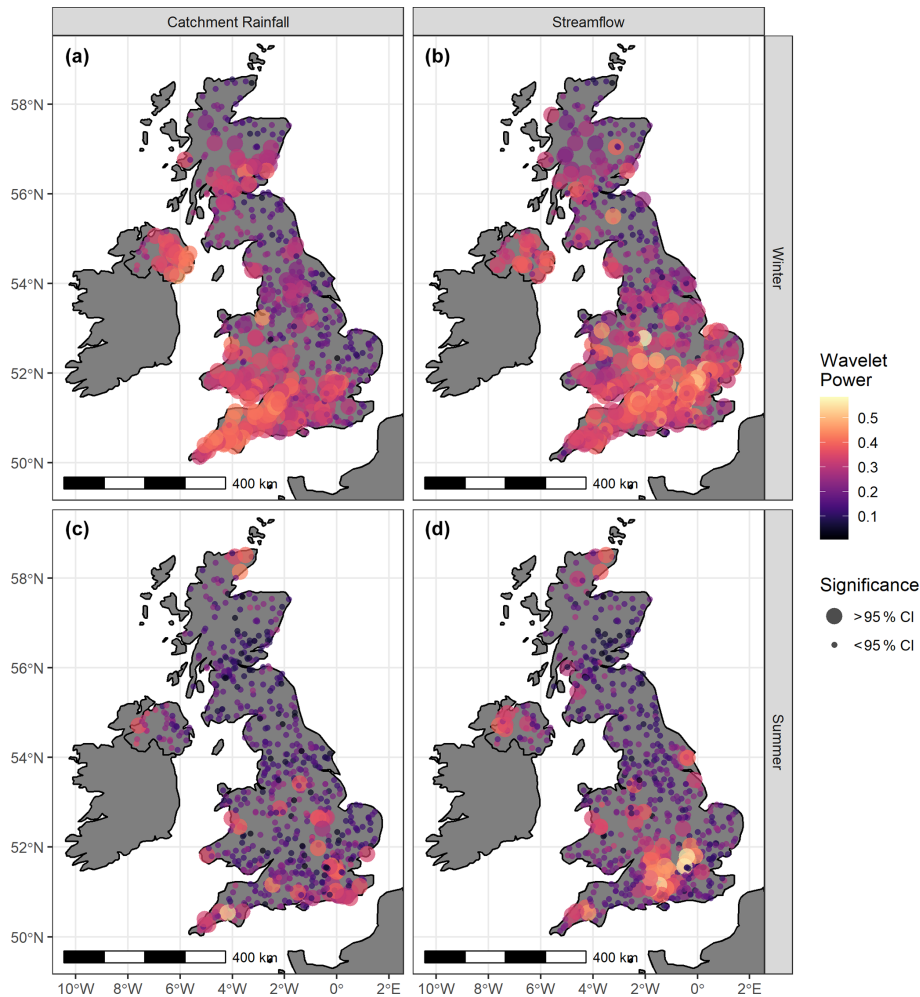 Catchment Rainfall
Streamflow
(a)
(b)
58°N
56°N
54°N
52°N
50°N
400 km
400 km
Winter
(c)
(d)
58°N
56°N
54°N
52°N
50°N
400 km
400 km
Summer
10°W 8°W 6°W 4°W 2°W 0° 2°E
10°W 8°W 6°W 4°W 2°W 0° 2°E
Wavelet
Power
0.5
0.4
0.3
0.2
0.1
Significance
>95 % CI
<95 % CI